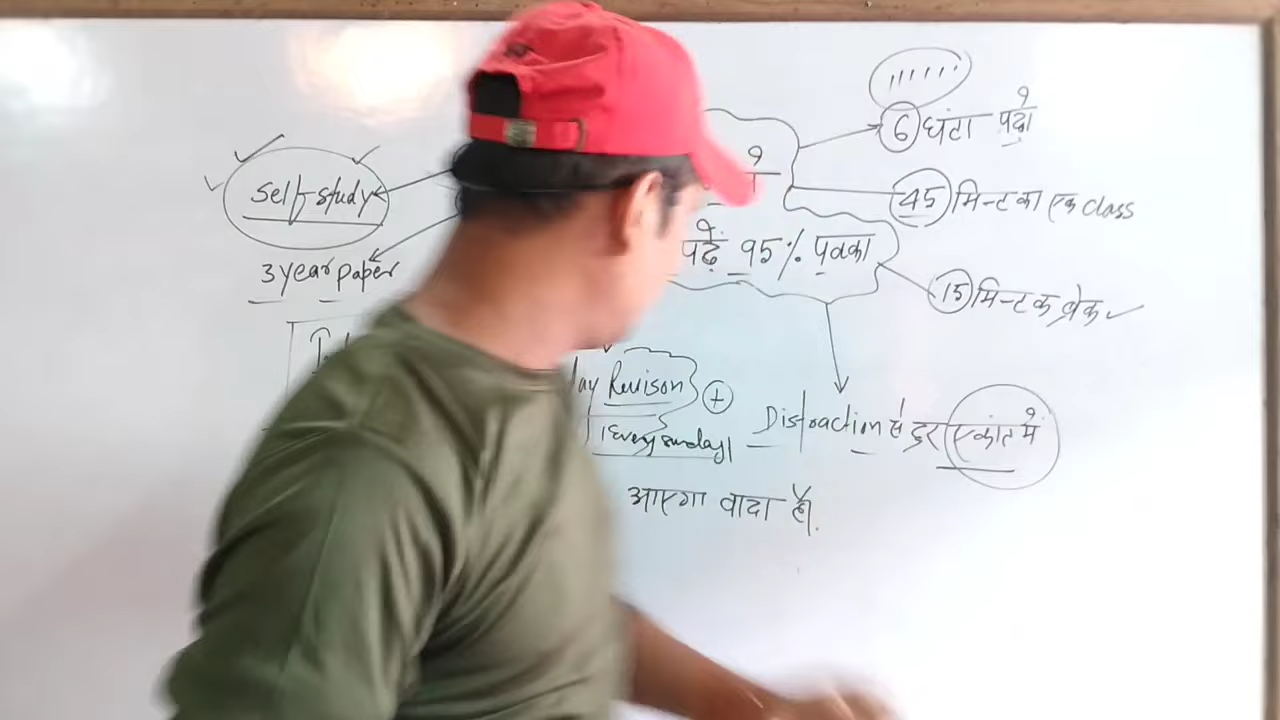 6 घंटा पढ़ो
self-study
45 मिन्ट का एक class
पढ़ें 95% पक्का
3 year paper
15 मिन्ट क ब्रेक
Revison
(Every sunday)
Distraction से दूर एकांत में
आएगा वादा है।